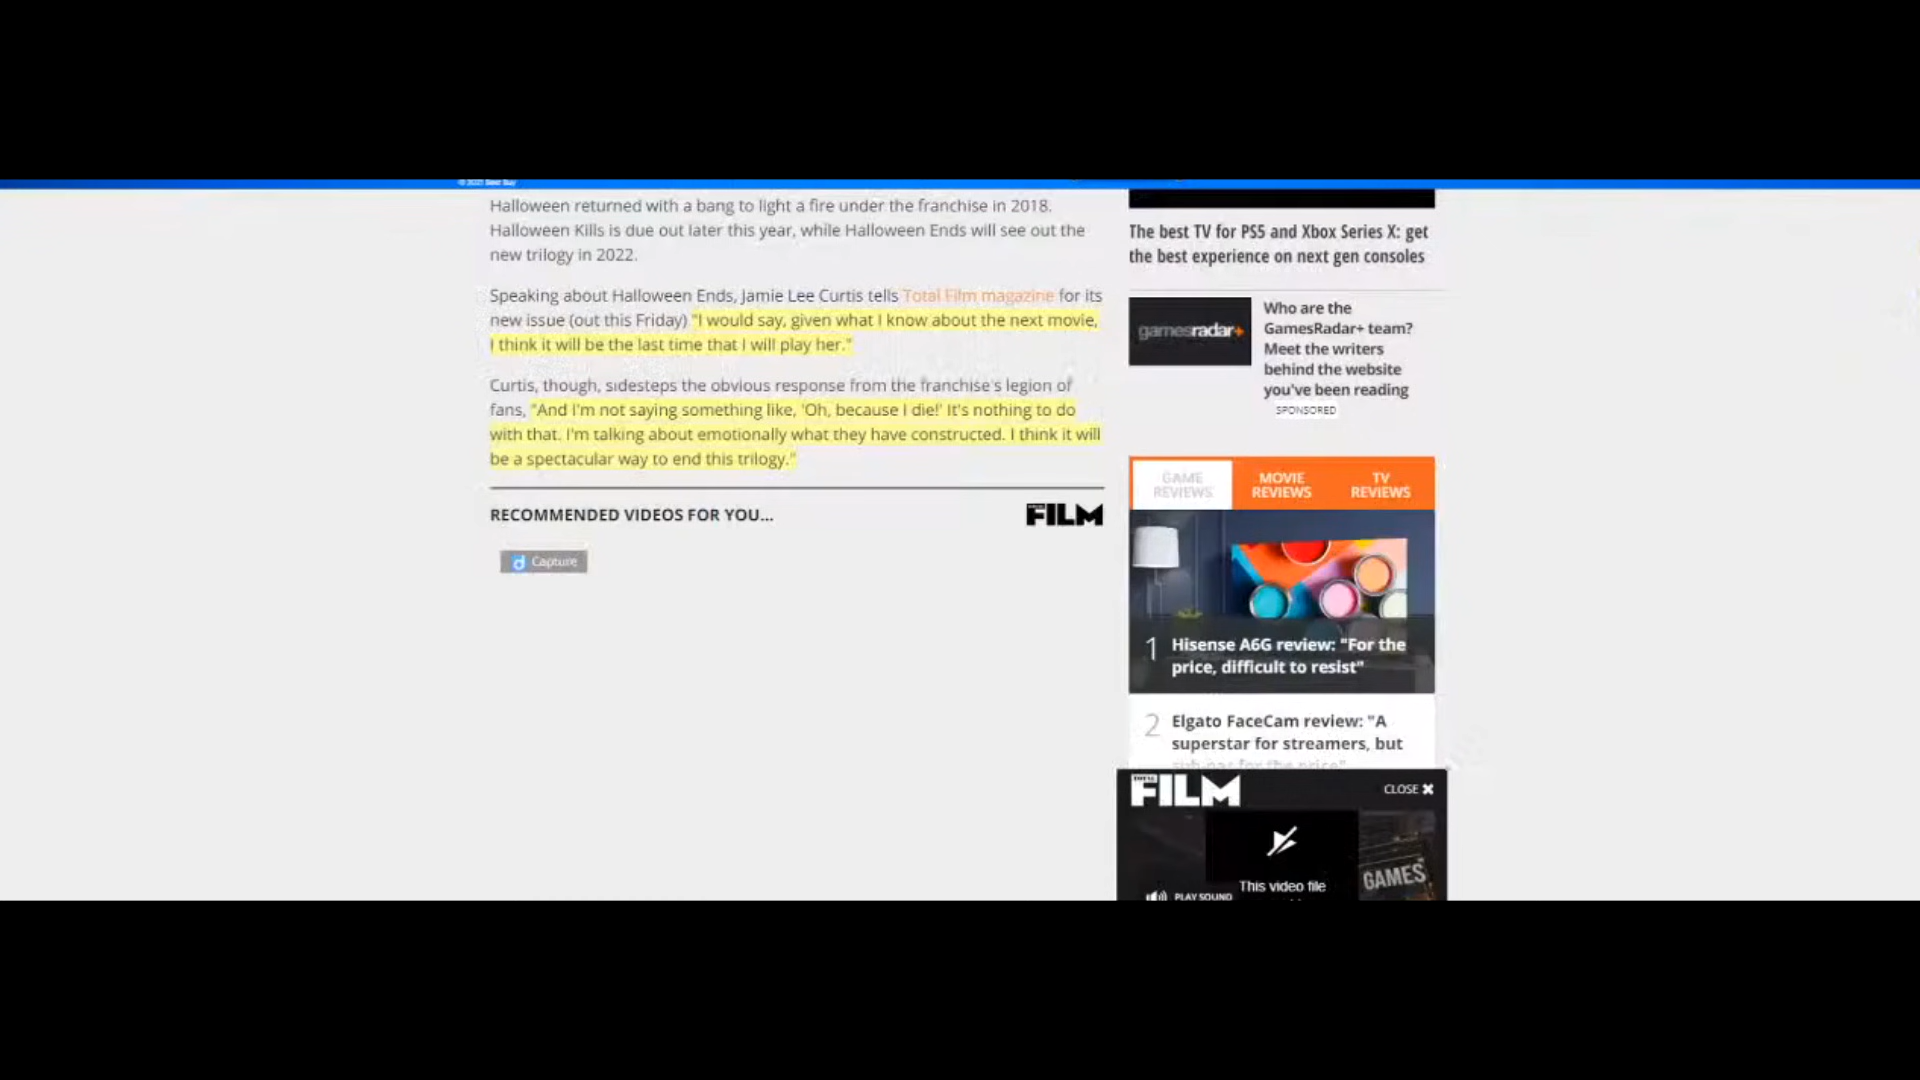 © 2021 Best Buy
Halloween returned with a bang to light a fire under the franchise in 2018.
Halloween Kills is due out later this year, while Halloween Ends will see out the
new trilogy in 2022.
Speaking about Halloween Ends, Jamie Lee Curtis tells Total Film magazine for its
new issue (out this Friday) "I would say, given what I know about the next movie,
I think it will be the last time that I will play her."
Curtis, though, sidesteps the obvious response from the franchise's legion of
fans, "And I'm not saying something like, 'Oh, because I die!' It's nothing to do
with that. I'm talking about emotionally what they have constructed. I think it will
be a spectacular way to end this trilogy."
RECOMMENDED VIDEOS FOR YOU...
FILM
Capture
The best TV for PS5 and Xbox Series X: get
the best experience on next gen consoles
gamesradar+
Who are the
GamesRadar+ team?
Meet the writers
behind the website
you've been reading
SPONSORED
GAME
REVIEWS
MOVIE
REVIEWS
TV
REVIEWS
1 Hisense A6G review: "For the
price, difficult to resist"
2 Elgato FaceCam review: "A
superstar for streamers, but
sub-par for the price"
TOTAL
FILM
CLOSE ✖
GAMES
This video file
PLAY SOUND